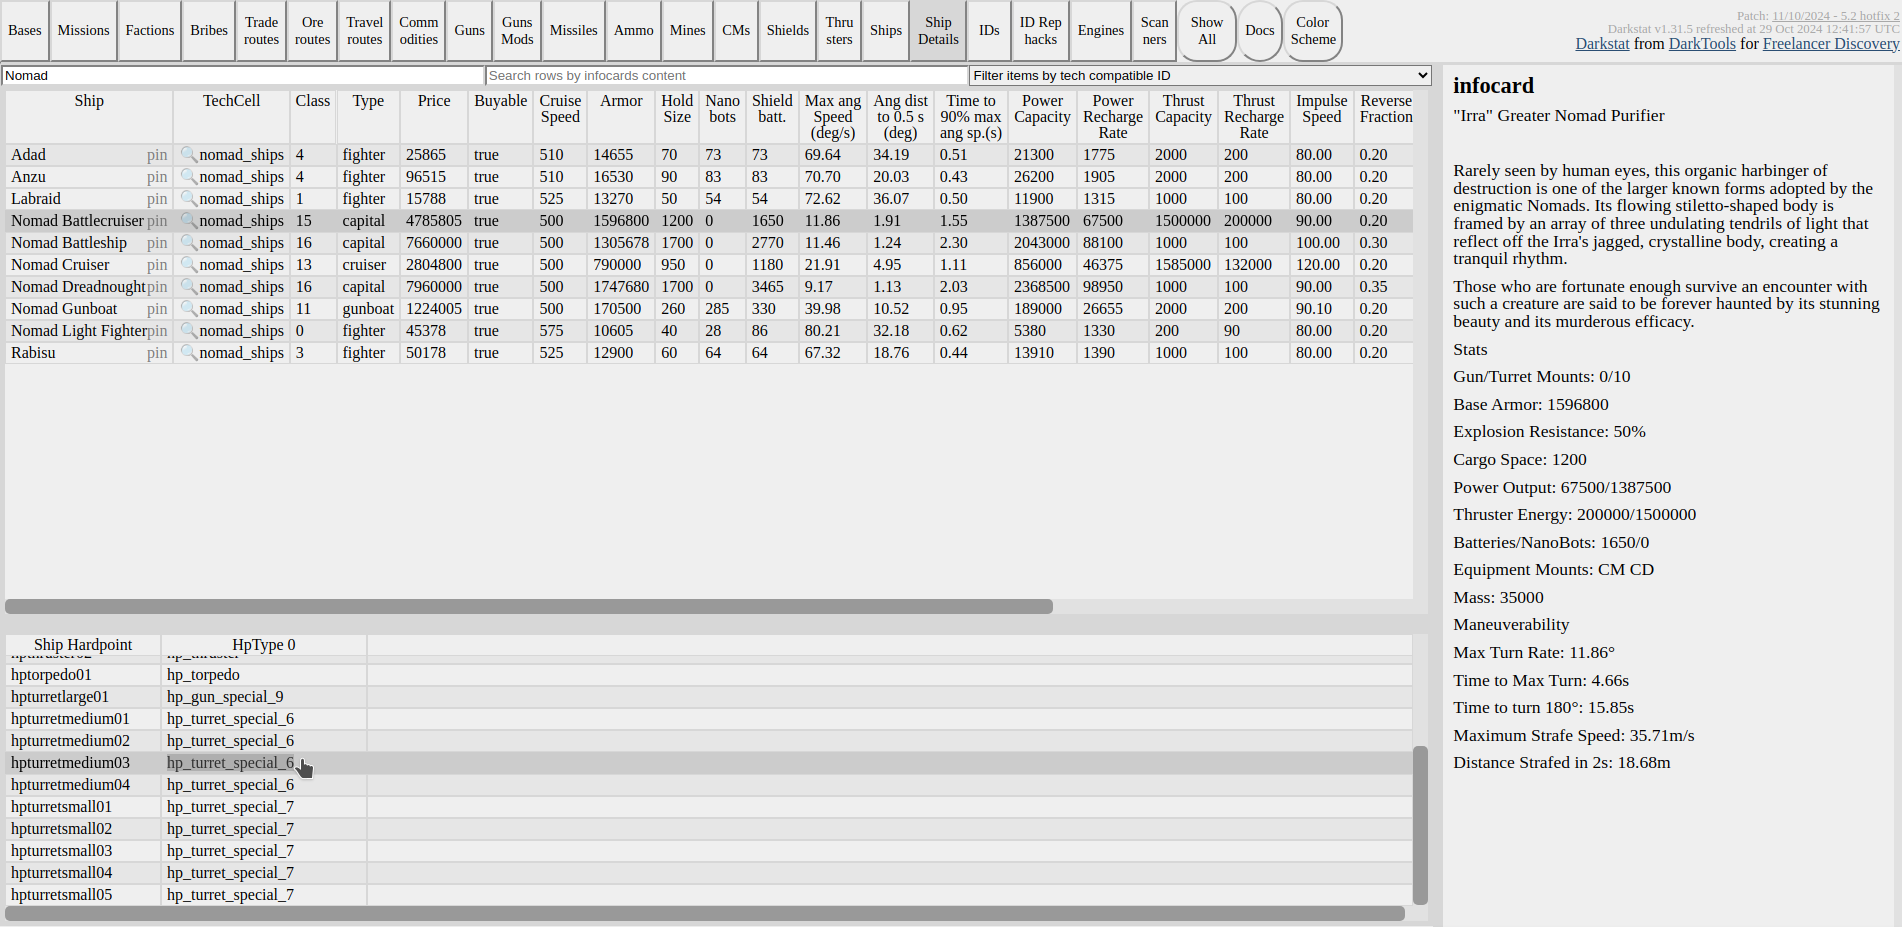 Bases Missions Factions Bribes Trade routes Ore routes Travel routes Comm odities Guns Guns Mods Missiles Ammo Mines CMs Shields Thru sters Ships Ship Details IDs ID Rep hacks Engines Scan ners Show All Docs Color Scheme
Patch: 11/10/2024 - 5.2 hotfix 2
Darkstat v1.31.5 refreshed at 29 Oct 2024 12:41:57 UTC
Darkstat from DarkTools for Freelancer Discovery
Nomad Search rows by infocards content Filter items by tech compatible ID
Ship TechCell Class Type Price Buyable Cruise Speed Armor Hold Size Nano bots Shield batt. Max ang Speed (deg/s) Ang dist to 0.5 s (deg) Time to 90% max ang sp.(s) Power Capacity Power Recharge Rate Thrust Capacity Thrust Recharge Rate Impulse Speed Reverse Fraction
Adad pin 🔍nomad_ships 4 fighter 25865 true 510 14655 70 73 73 69.64 34.19 0.51 21300 1775 2000 200 80.00 0.20
Anzu pin 🔍nomad_ships 4 fighter 96515 true 510 16530 90 83 83 70.70 20.03 0.43 26200 1905 2000 200 80.00 0.20
Labraid pin 🔍nomad_ships 1 fighter 15788 true 525 13270 50 54 54 72.62 36.07 0.50 11900 1315 1000 100 80.00 0.20
Nomad Battlecruiser pin 🔍nomad_ships 15 capital 4785805 true 500 1596800 1200 0 1650 11.86 1.91 1.55 1387500 67500 1500000 200000 90.00 0.20
Nomad Battleship pin 🔍nomad_ships 16 capital 7660000 true 500 1305678 1700 0 2770 11.46 1.24 2.30 2043000 88100 1000 100 100.00 0.30
Nomad Cruiser pin 🔍nomad_ships 13 cruiser 2804800 true 500 790000 950 0 1180 21.91 4.95 1.11 856000 46375 1585000 132000 120.00 0.20
Nomad Dreadnought pin 🔍nomad_ships 16 capital 7960000 true 500 1747680 1700 0 3465 9.17 1.13 2.03 2368500 98950 1000 100 90.00 0.35
Nomad Gunboat pin 🔍nomad_ships 11 gunboat 1224005 true 500 170500 260 285 330 39.98 10.52 0.95 189000 26655 2000 200 90.10 0.20
Nomad Light Fighter pin 🔍nomad_ships 0 fighter 45378 true 575 10605 40 28 86 80.21 32.18 0.62 5380 1330 200 90 80.00 0.20
Rabisu pin 🔍nomad_ships 3 fighter 50178 true 525 12900 60 64 64 67.32 18.76 0.44 13910 1390 1000 100 80.00 0.20
Ship Hardpoint HpType 0
hpthruster02 hp_thruster
hptorpedo01 hp_torpedo
hpturretlarge01 hp_gun_special_9
hpturretmedium01 hp_turret_special_6
hpturretmedium02 hp_turret_special_6
hpturretmedium03 hp_turret_special_6
hpturretmedium04 hp_turret_special_6
hpturretsmall01 hp_turret_special_7
hpturretsmall02 hp_turret_special_7
hpturretsmall03 hp_turret_special_7
hpturretsmall04 hp_turret_special_7
hpturretsmall05 hp_turret_special_7
infocard
"Irra" Greater Nomad Purifier
Rarely seen by human eyes, this organic harbinger of
destruction is one of the larger known forms adopted by the
enigmatic Nomads. Its flowing stiletto-shaped body is
framed by an array of three undulating tendrils of light that
reflect off the Irra's jagged, crystalline body, creating a
tranquil rhythm.
Those who are fortunate enough survive an encounter with
such a creature are said to be forever haunted by its stunning
beauty and its murderous efficacy.
Stats
Gun/Turret Mounts: 0/10
Base Armor: 1596800
Explosion Resistance: 50%
Cargo Space: 1200
Power Output: 67500/1387500
Thruster Energy: 200000/1500000
Batteries/NanoBots: 1650/0
Equipment Mounts: CM CD
Mass: 35000
Maneuverability
Max Turn Rate: 11.86°
Time to Max Turn: 4.66s
Time to turn 180°: 15.85s
Maximum Strafe Speed: 35.71m/s
Distance Strafed in 2s: 18.68m